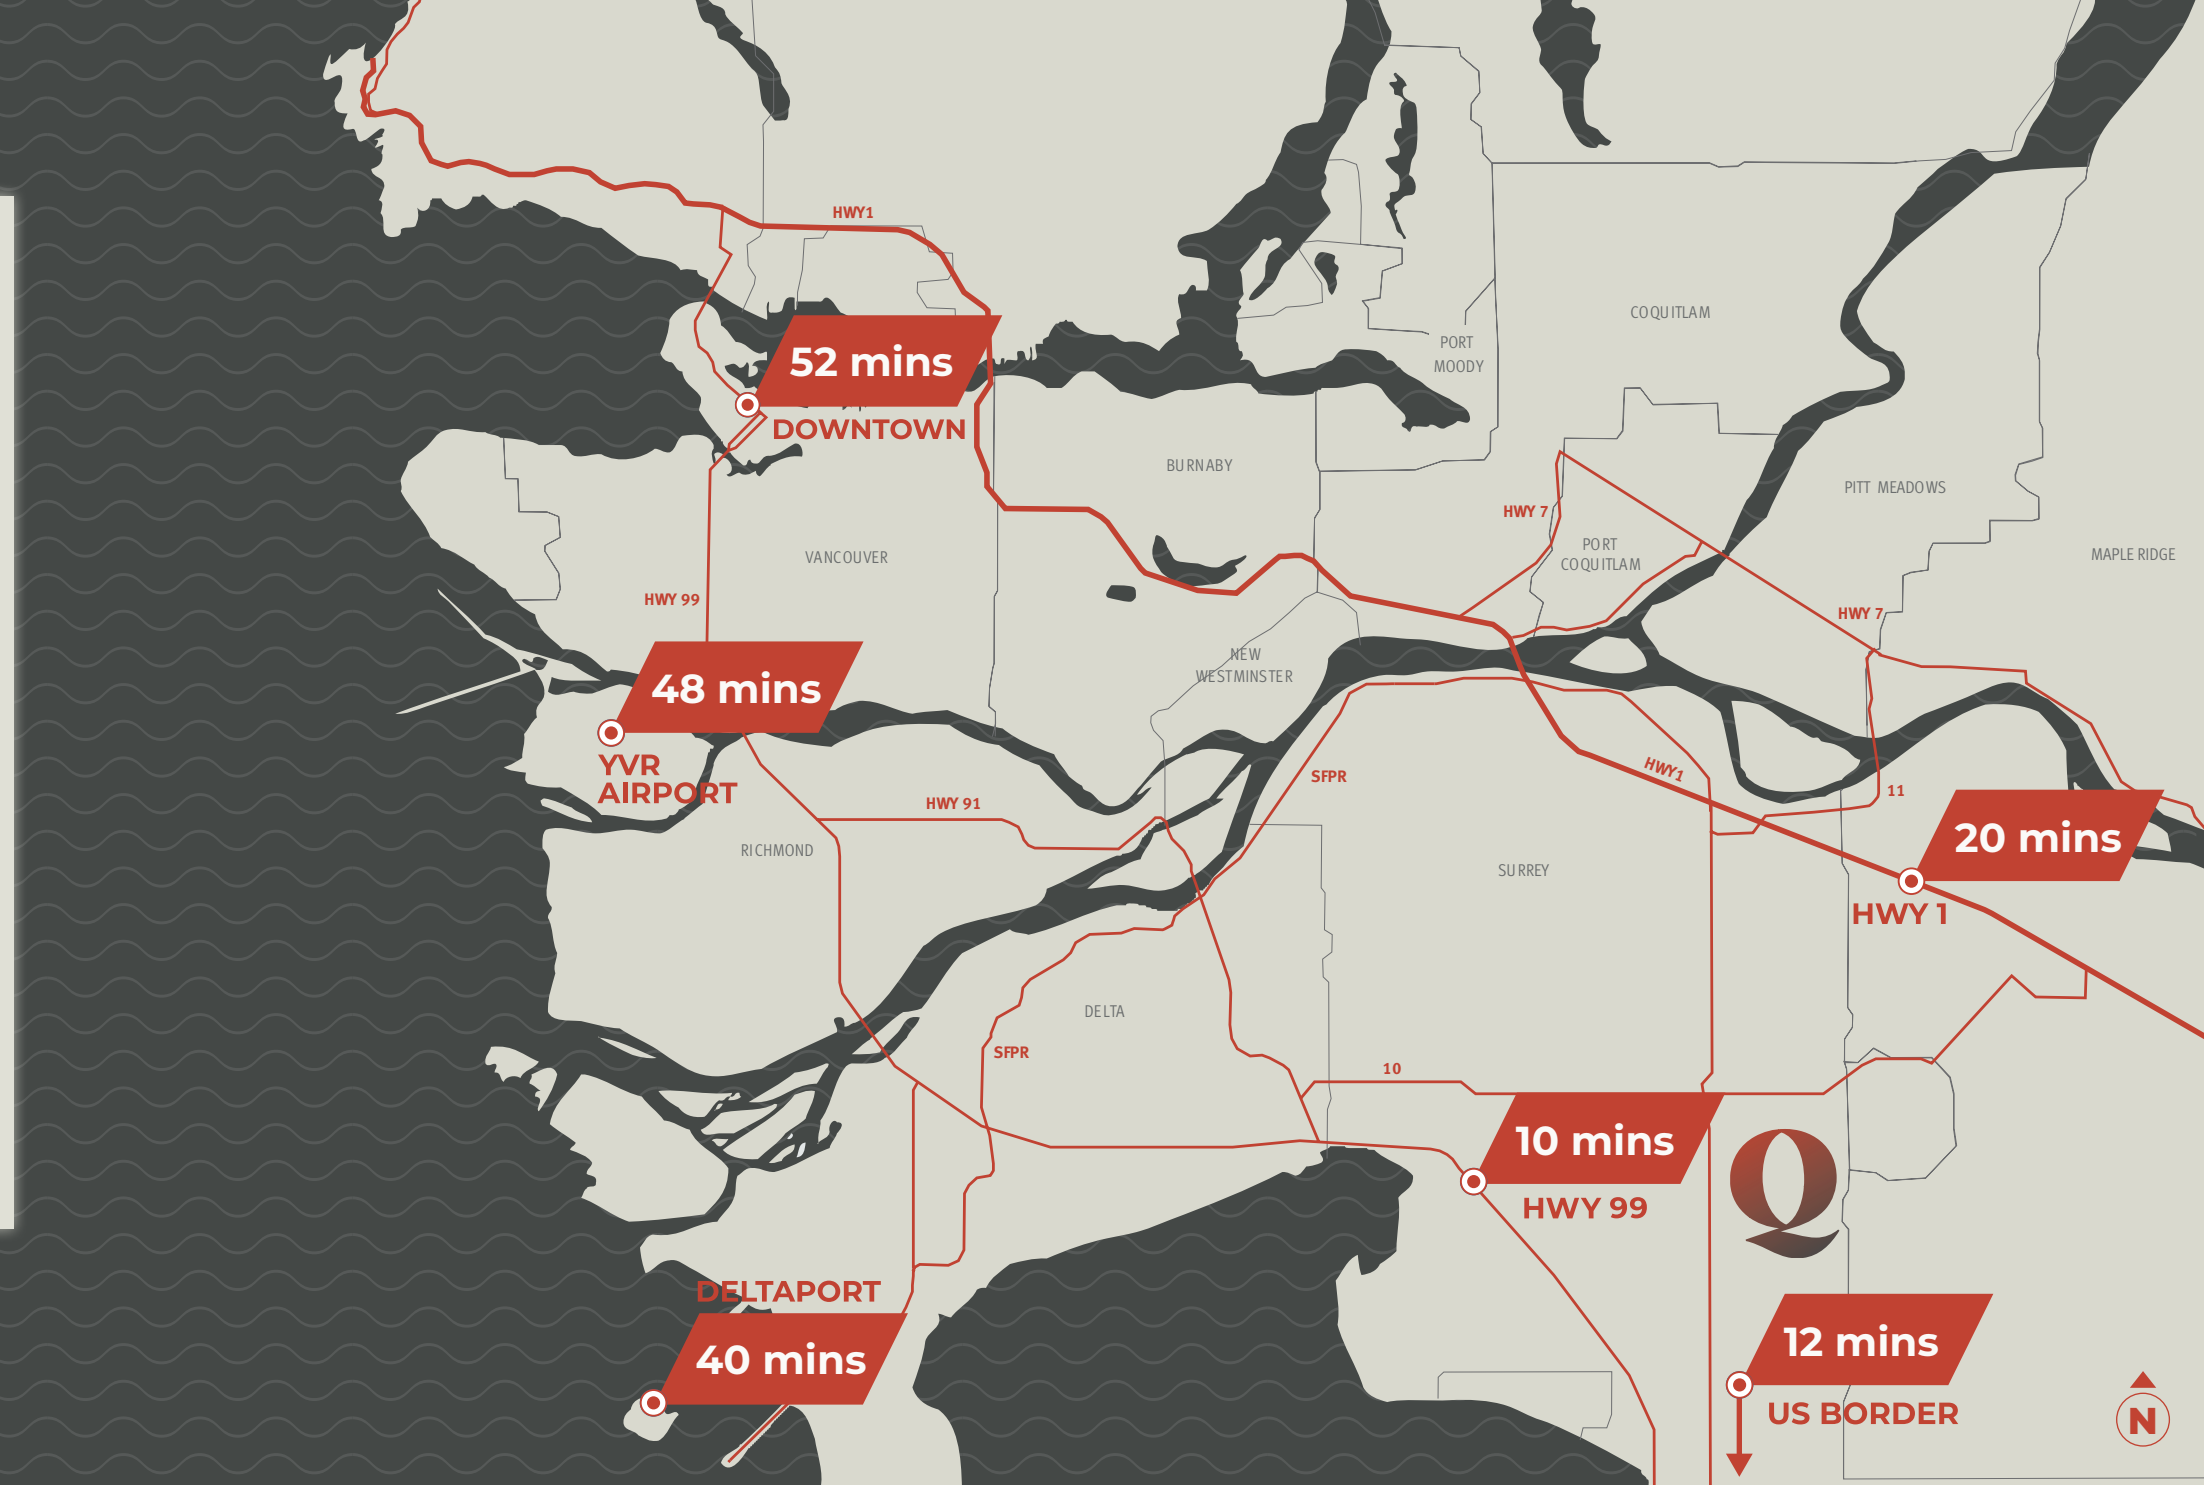 HWY1
52 mins
DOWNTOWN
COQUITLAM
PORT
MOODY
BURNABY
PITT MEADOWS
HWY 7
PORT
COQUITLAM
VANCOUVER
MAPLE RIDGE
HWY 99
HWY 7
NEW
WESTMINSTER
48 mins
YVR
AIRPORT
SFPR
HWY1
11
HWY 91
RICHMOND
20 mins
HWY 1
SURREY
DELTA
SFPR
10
10 mins
HWY 99
Q
DELTAPORT
40 mins
12 mins
US BORDER
N